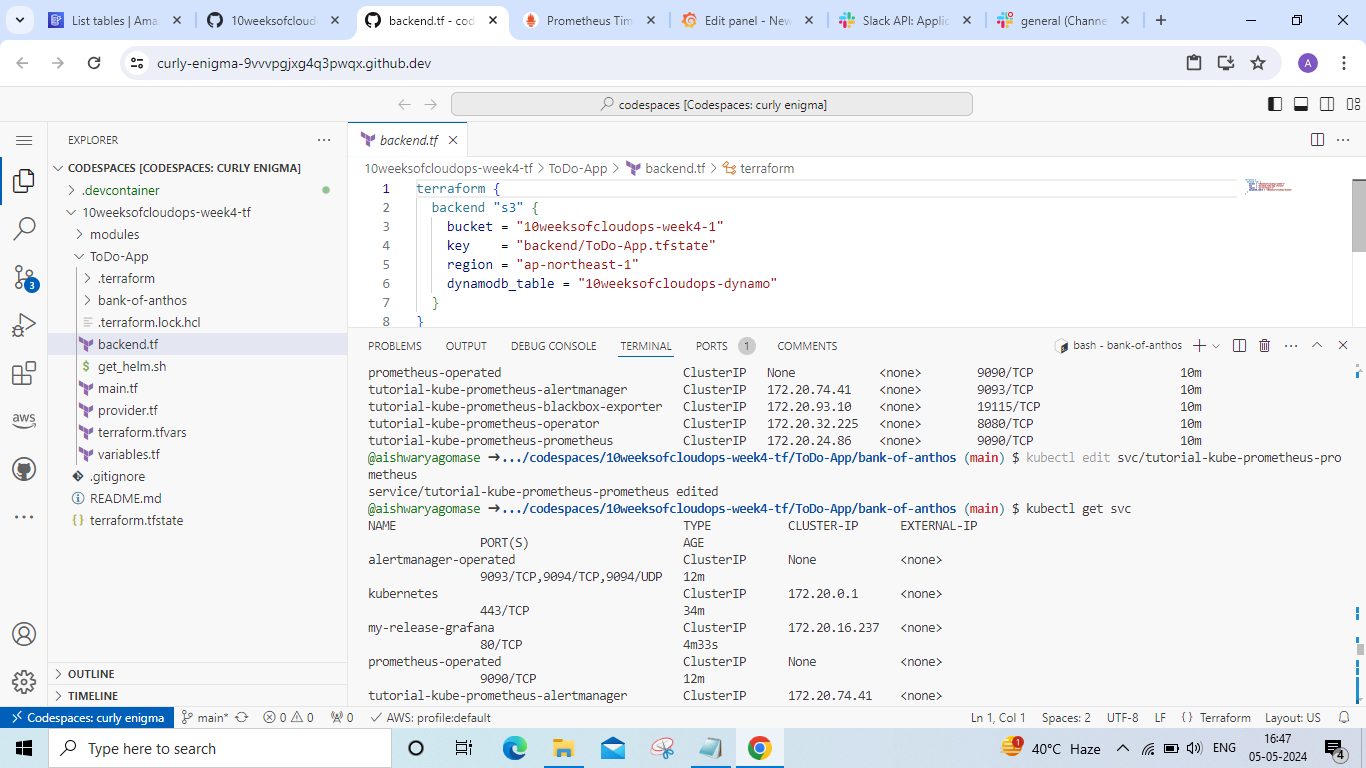 List tables | Ama
10weeksofcloud
backend.tf - cod
Prometheus Tim
Edit panel - New
Slack API: Applic
general (Channe
curly-enigma-9vvvpgjxg4q3pwqx.github.dev
A
codespaces [Codespaces: curly enigma]
EXPLORER
CODESPACES [CODESPACES: CURLY ENIGMA]
.devcontainer
10weeksofcloudops-week4-tf
modules
ToDo-App
.terraform
bank-of-anthos
.terraform.lock.hcl
backend.tf
$ get_helm.sh
main.tf
provider.tf
terraform.tfvars
variables.tf
.gitignore
README.md
{} terraform.tfstate
OUTLINE
TIMELINE
3
aws
backend.tf
10weeksofcloudops-week4-tf > ToDo-App > backend.tf > terraform
1 terraform {
2 backend "s3" {
3 bucket = "10weeksofcloudops-week4-1"
4 key    = "backend/ToDo-App.tfstate"
5 region = "ap-northeast-1"
6 dynamodb_table = "10weeksofcloudops-dynamo"
7 }
8 }
PROBLEMS OUTPUT DEBUG CONSOLE TERMINAL PORTS 1 COMMENTS
bash - bank-of-anthos
prometheus-operated ClusterIP None <none> 9090/TCP 10m
tutorial-kube-prometheus-alertmanager ClusterIP 172.20.74.41 <none> 9093/TCP 10m
tutorial-kube-prometheus-blackbox-exporter ClusterIP 172.20.93.10 <none> 19115/TCP 10m
tutorial-kube-prometheus-operator ClusterIP 172.20.32.225 <none> 8080/TCP 10m
tutorial-kube-prometheus-prometheus ClusterIP 172.20.24.86 <none> 9090/TCP 10m
@aishwaryagomase ➜.../codespaces/10weeksofcloudops-week4-tf/ToDo-App/bank-of-anthos (main) $ kubectl edit svc/tutorial-kube-prometheus-pro
metheus
service/tutorial-kube-prometheus-prometheus edited
@aishwaryagomase ➜.../codespaces/10weeksofcloudops-week4-tf/ToDo-App/bank-of-anthos (main) $ kubectl get svc
NAME TYPE CLUSTER-IP EXTERNAL-IP
PORT(S) AGE
alertmanager-operated ClusterIP None <none>
9093/TCP,9094/TCP,9094/UDP 12m
kubernetes ClusterIP 172.20.0.1 <none>
443/TCP 34m
my-release-grafana ClusterIP 172.20.16.237 <none>
80/TCP 4m33s
prometheus-operated ClusterIP None <none>
9090/TCP 12m
tutorial-kube-prometheus-alertmanager ClusterIP 172.20.74.41 <none>
Codespaces: curly enigma main* 0 0 0 AWS: profile:default Ln 1, Col 1 Spaces: 2 UTF-8 LF {} Terraform Layout: US
Type here to search
1 40°C Haze ENG
16:47
05-05-2024
4